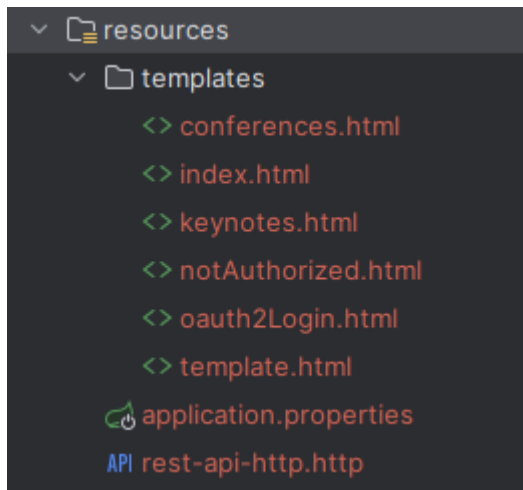 resources
templates
<> conferences.html
<> index.html
<> keynotes.html
<> notAuthorized.html
<> oauth2Login.html
<> template.html
application.properties
API rest-api-http.http